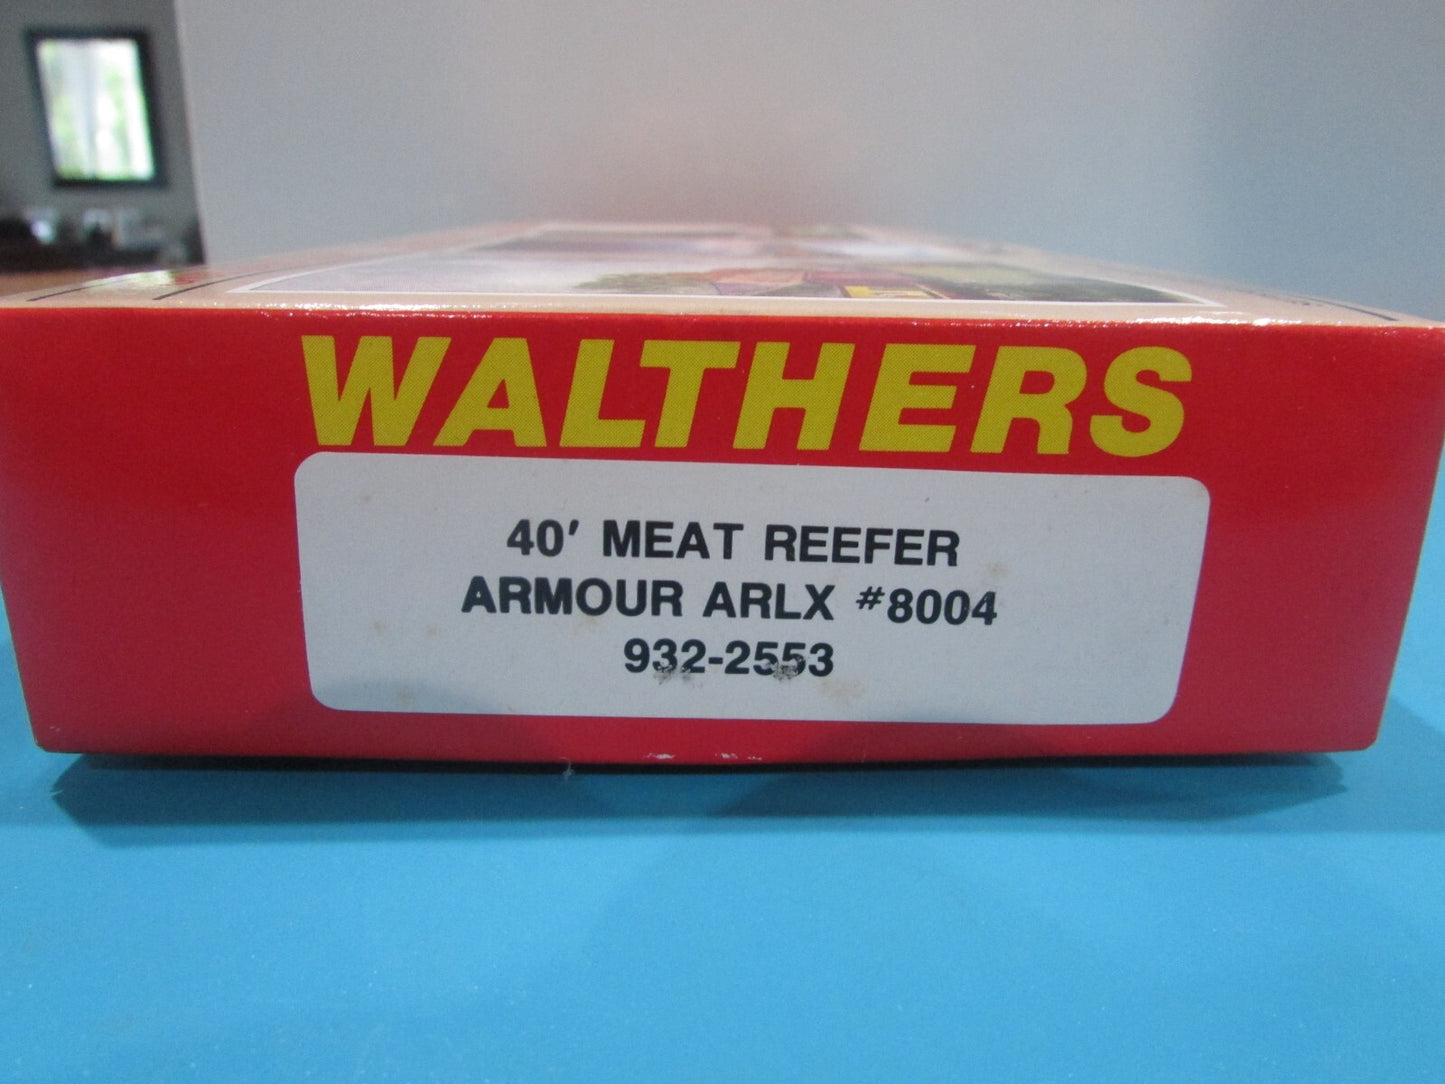 WALTHERS
40' MEAT REEFER
ARMOUR ARLX #8004
932-2553